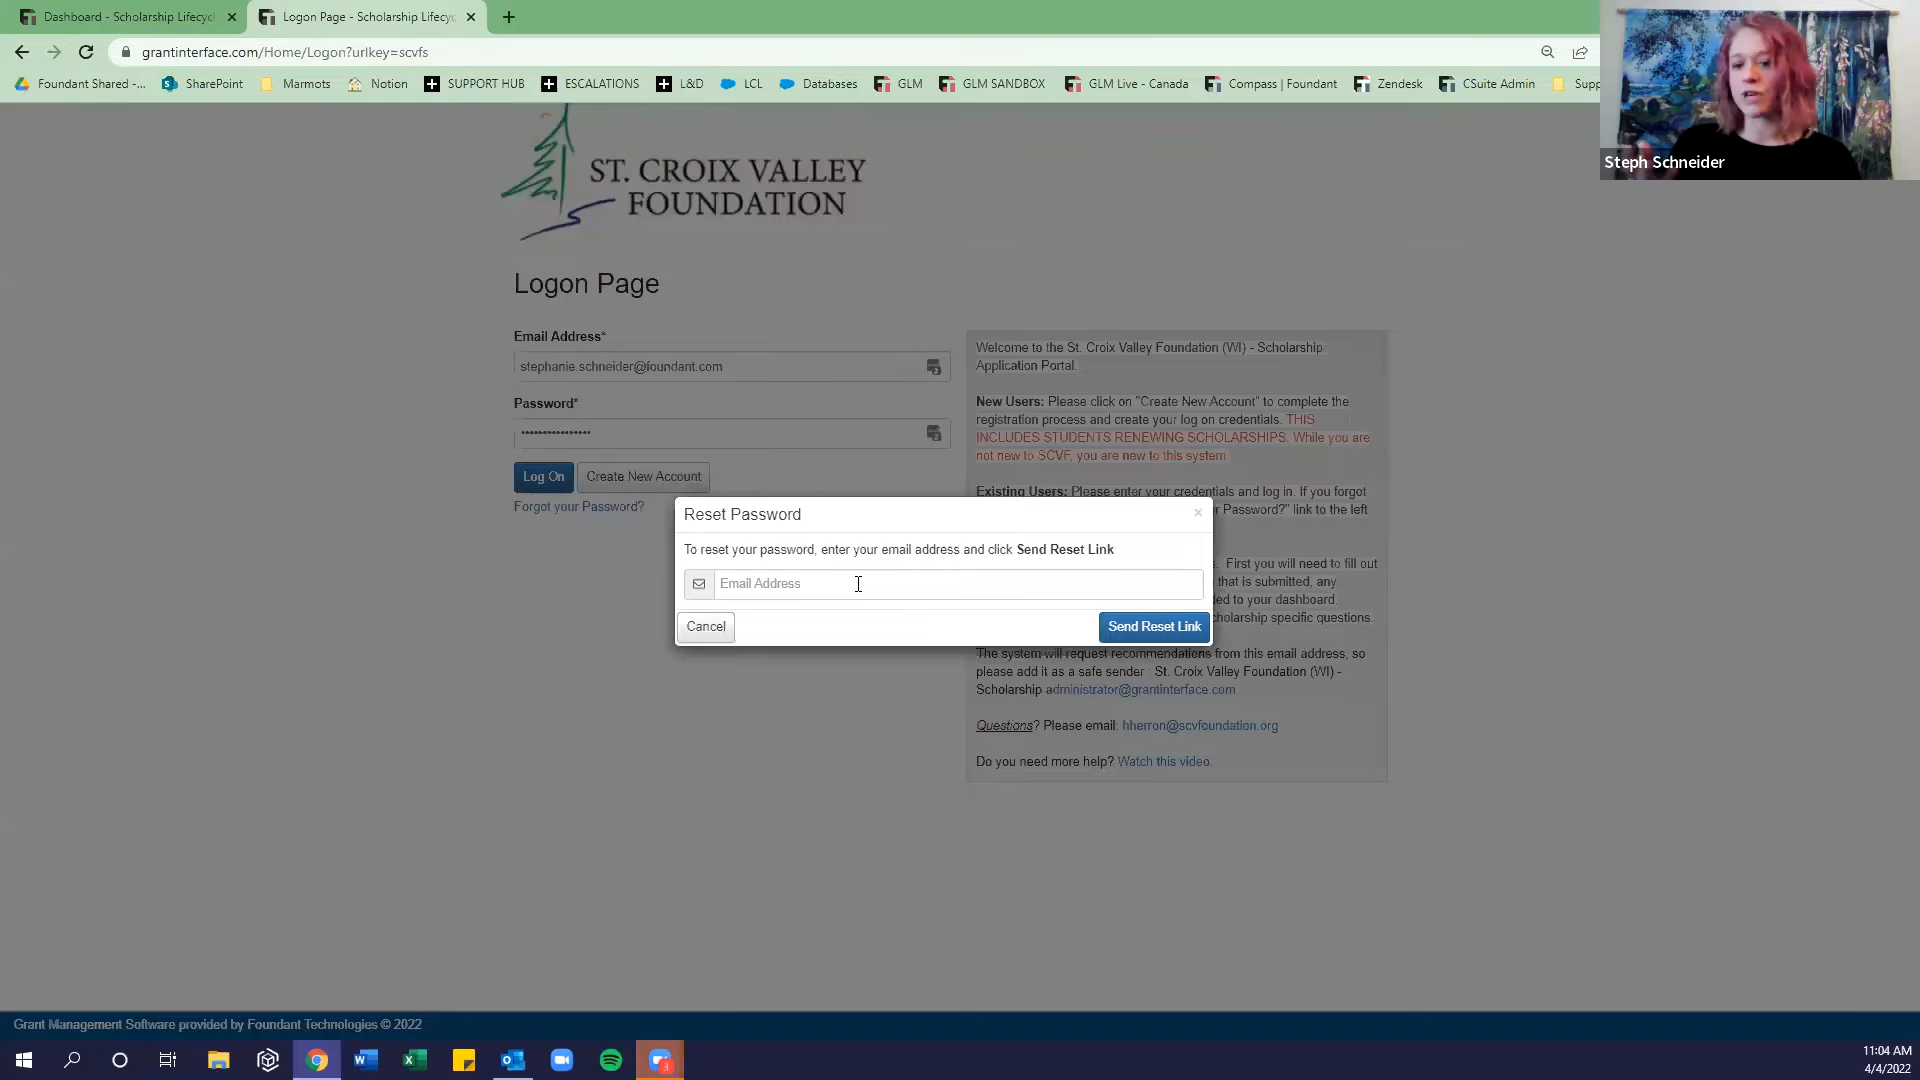 Dashboard - Scholarship Lifecycl
Logon Page - Scholarship Lifecyc
grantinterface.com/Home/Logon?urlkey=scvfs
Foundant Shared -... SharePoint Marmots Notion SUPPORT HUB ESCALATIONS L&D LCL Databases GLM GLM SANDBOX GLM Live - Canada Compass | Foundant Zendesk CSuite Admin Supp
Steph Schneider
ST. CROIX VALLEY
FOUNDATION
Logon Page
Email Address*
stephanie.schneider@foundant.com
Password*
••••••••••••••••
Log On
Create New Account
Forgot your Password?
Welcome to the St. Croix Valley Foundation (WI) - Scholarship
Application Portal.
New Users: Please click on "Create New Account" to complete the
registration process and create your log on credentials. THIS
INCLUDES STUDENTS RENEWING SCHOLARSHIPS. While you are
not new to SCVF, you are new to this system
Existing Users: Please enter your credentials and log in. If you forgot
r Password?" link to the left
. First you will need to fill out
that is submitted, any
ed to your dashboard.
cholarship specific questions.
The system will request recommendations from this email address, so
please add it as a safe sender : St. Croix Valley Foundation (WI) -
Scholarship administrator@grantinterface.com
Questions? Please email: hherron@scvfoundation.org
Do you need more help? Watch this video.
Reset Password
×
To reset your password, enter your email address and click Send Reset Link
Email Address
Cancel
Send Reset Link
Grant Management Software provided by Foundant Technologies © 2022
3
11:04 AM
4/4/2022